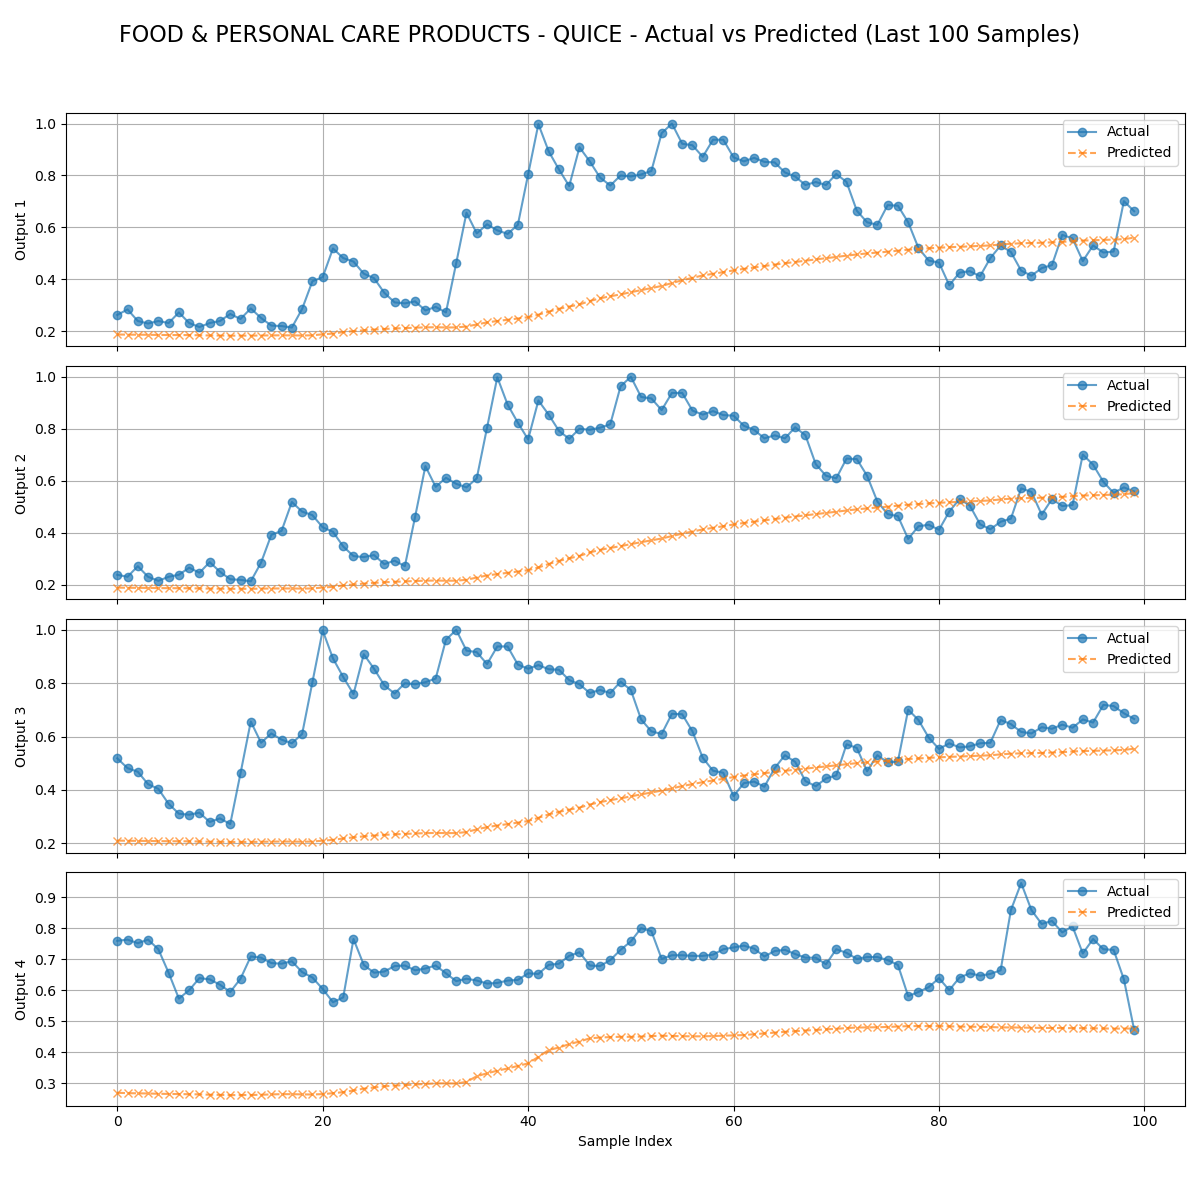 FOOD & PERSONAL CARE PRODUCTS - QUICE - Actual vs Predicted (Last 100 Samples)
1.0
0.8
0.6
0.4
0.2
Output 1
Actual
Predicted
1.0
0.8
0.6
0.4
0.2
Output 2
Actual
Predicted
1.0
0.8
0.6
0.4
0.2
Output 3
Actual
Predicted
0.9
0.8
0.7
0.6
0.5
0.4
0.3
Output 4
Actual
Predicted
0 20 40 60 80 100
Sample Index